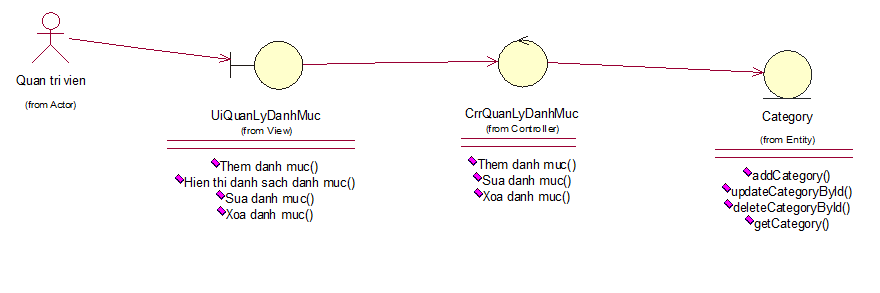 Quan tri vien
(from Actor)
UiQuanLyDanhMuc
(from View)
Them danh muc()
Hien thi danh sach danh muc()
Sua danh muc()
Xoa danh muc()
CrrQuanLyDanhMuc
(from Controller)
Them danh muc()
Sua danh muc()
Xoa danh muc()
Category
(from Entity)
addCategory()
updateCategoryById()
deleteCategoryById()
getCategory()